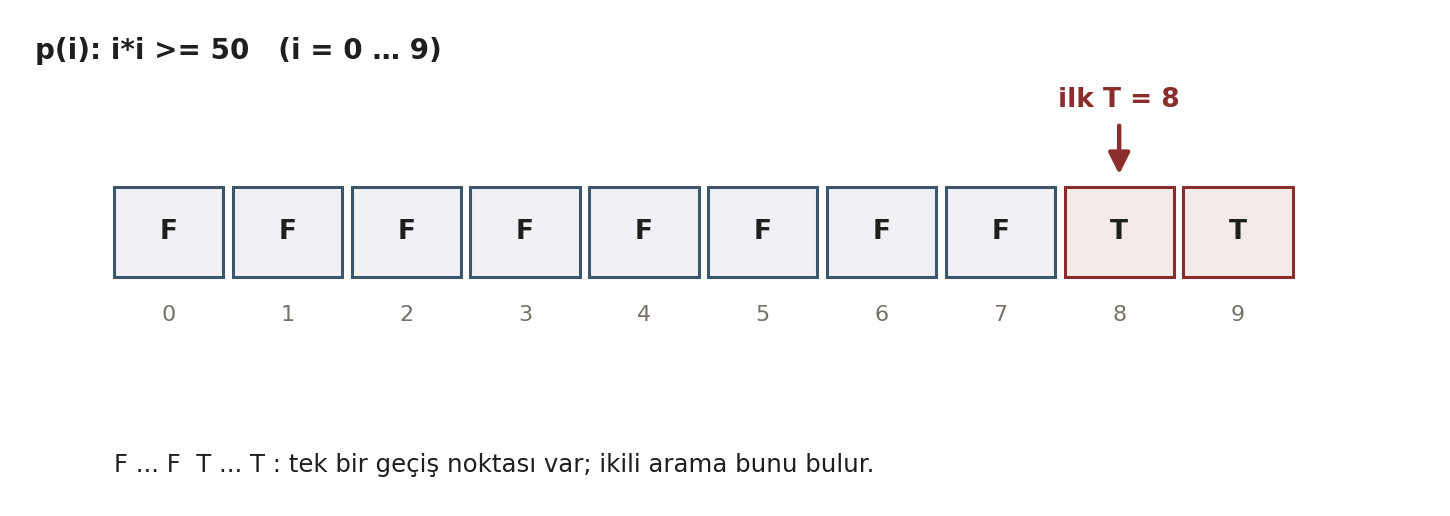 p(i): i*i >= 50   (i = 0 … 9)
ilk T = 8
F F F F F F F F T T
0 1 2 3 4 5 6 7 8 9
F ... F  T ... T : tek bir geçiş noktası var; ikili arama bunu bulur.